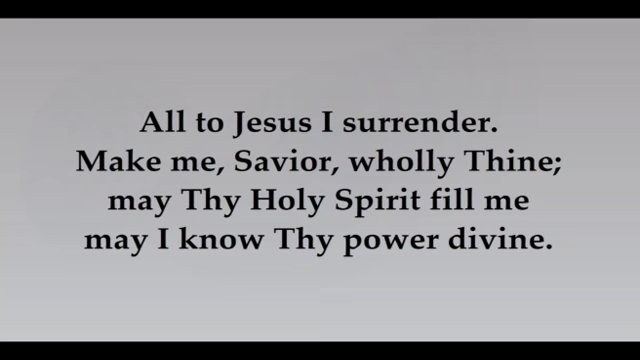 All to Jesus I surrender.
Make me, Savior, wholly Thine;
may Thy Holy Spirit fill me
may I know Thy power divine.